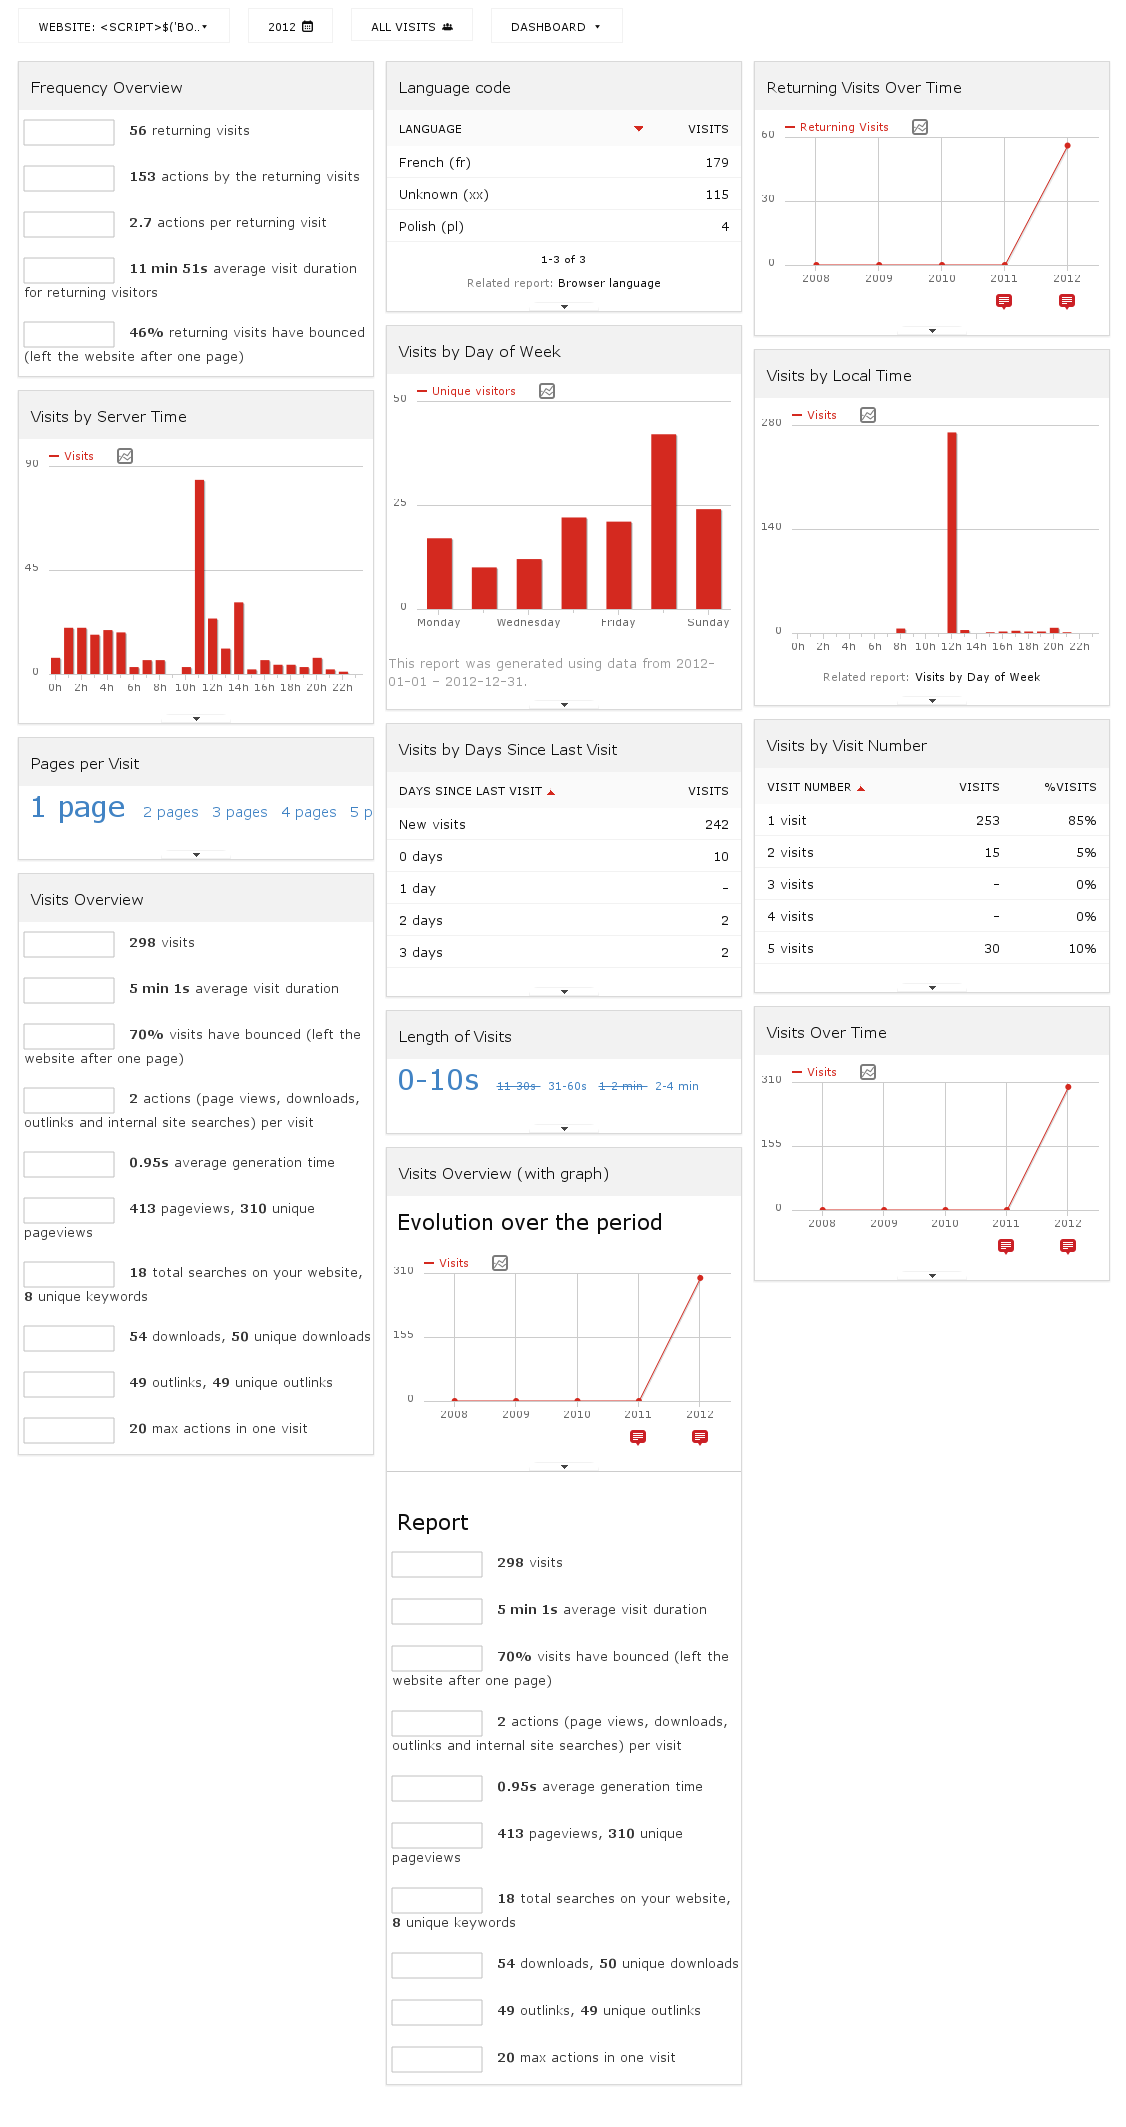 WEBSITE: <SCRIPT>$('BO..
2012
ALL VISITS
DASHBOARD
Frequency Overview
56 returning visits
153 actions by the returning visits
2.7 actions per returning visit
11 min 51s average visit duration
for returning visitors
46% returning visits have bounced
(left the website after one page)
Visits by Server Time
Visits
90
45
0
0h 2h 4h 6h 8h 10h 12h 14h 16h 18h 20h 22h
Pages per Visit
1 page 2 pages 3 pages 4 pages 5 p
Visits Overview
298 visits
5 min 1s average visit duration
70% visits have bounced (left the
website after one page)
2 actions (page views, downloads,
outlinks and internal site searches) per visit
0.95s average generation time
413 pageviews, 310 unique
pageviews
18 total searches on your website,
8 unique keywords
54 downloads, 50 unique downloads
49 outlinks, 49 unique outlinks
20 max actions in one visit
Language code
LANGUAGE VISITS
French (fr) 179
Unknown (xx) 115
Polish (pl) 4
1-3 of 3
Related report: Browser language
Visits by Day of Week
Unique visitors
50
25
0
Monday Wednesday Friday Sunday
This report was generated using data from 2012-
01-01 – 2012-12-31.
Visits by Days Since Last Visit
DAYS SINCE LAST VISIT VISITS
New visits 242
0 days 10
1 day -
2 days 2
3 days 2
Length of Visits
0-10s 11-30s 31-60s 1-2 min 2-4 min
Visits Overview (with graph)
Evolution over the period
Visits
310
155
0
2008 2009 2010 2011 2012
Report
298 visits
5 min 1s average visit duration
70% visits have bounced (left the
website after one page)
2 actions (page views, downloads,
outlinks and internal site searches) per visit
0.95s average generation time
413 pageviews, 310 unique
pageviews
18 total searches on your website,
8 unique keywords
54 downloads, 50 unique downloads
49 outlinks, 49 unique outlinks
20 max actions in one visit
Returning Visits Over Time
Returning Visits
60
30
0
2008 2009 2010 2011 2012
Visits by Local Time
Visits
280
140
0
0h 2h 4h 6h 8h 10h 12h 14h 16h 18h 20h 22h
Related report: Visits by Day of Week
Visits by Visit Number
VISIT NUMBER VISITS %VISITS
1 visit 253 85%
2 visits 15 5%
3 visits - 0%
4 visits - 0%
5 visits 30 10%
Visits Over Time
Visits
310
155
0
2008 2009 2010 2011 2012